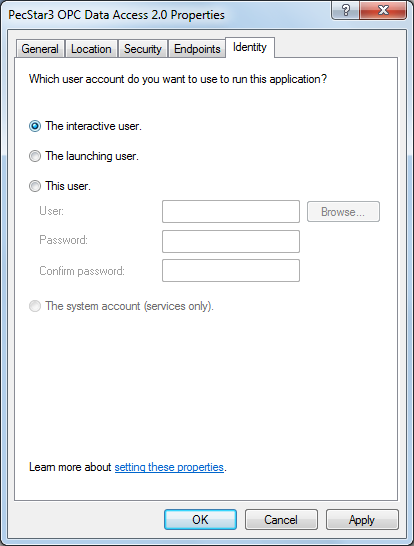 PecStar3 OPC Data Access 2.0 Properties
General Location Security Endpoints Identity
Which user account do you want to use to run this application?
The interactive user.
The launching user.
This user.
User: Browse...
Password:
Confirm password:
The system account (services only).
Learn more about setting these properties.
OK Cancel Apply